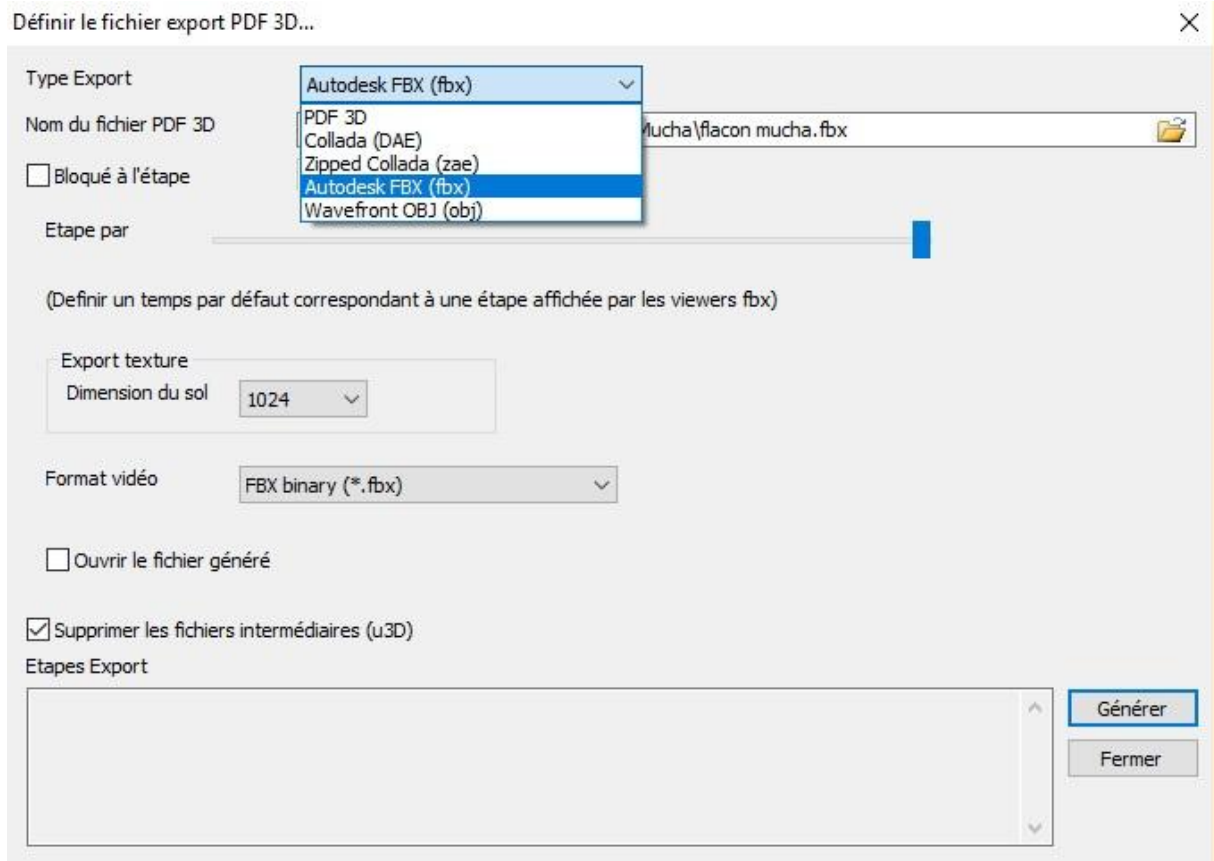 Définir le fichier export PDF 3D...
Type Export
Autodesk FBX (fbx)
PDF 3D
Collada (DAE)
Zipped Collada (zae)
Autodesk FBX (fbx)
Wavefront OBJ (obj)
Nom du fichier PDF 3D
Mucha\flacon mucha.fbx
Bloqué à l'étape
Etape par
(Definir un temps par défaut correspondant à une étape affichée par les viewers fbx)
Export texture
Dimension du sol
1024
Format vidéo
FBX binary (*.fbx)
Ouvrir le fichier généré
Supprimer les fichiers intermédiaires (u3D)
Etapes Export
Générer
Fermer